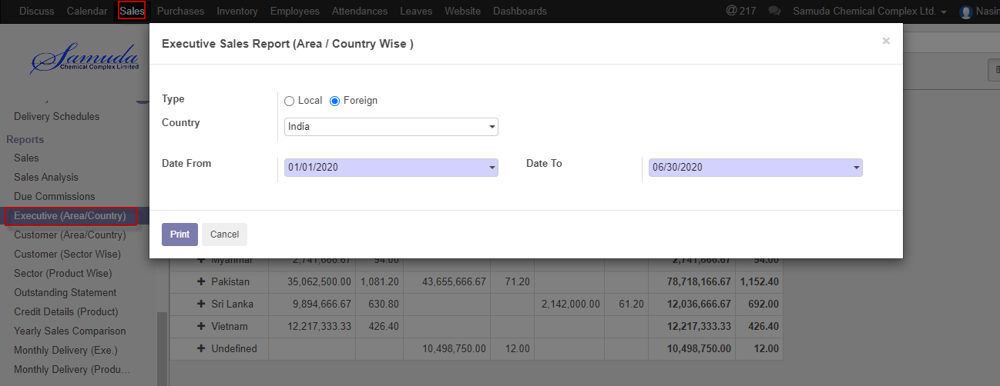 Discuss Calendar Sales Purchases Inventory Employees Attendances Leaves Website Dashboards @ 217 Samuda Chemical Complex Ltd. Nasin
Samuda
Chemical Complex Limited
Executive Sales Report (Area / Country Wise ) ×
Type Local Foreign
Country India
Date From 01/01/2020 Date To 06/30/2020
Print Cancel
Delivery Schedules
Reports
Sales
Sales Analysis
Due Commissions
Executive (Area/Country)
Customer (Area/Country)
Customer (Sector Wise)
Sector (Product Wise)
Outstanding Statement
Credit Details (Product)
Yearly Sales Comparison
Monthly Delivery (Exe.)
Monthly Delivery (Produ...
Myanmar 2,741,666.67 94.00 2,741,666.67 94.00
Pakistan 35,062,500.00 1,081.20 43,655,666.67 71.20 78,718,166.67 1,152.40
Sri Lanka 9,894,666.67 630.80 2,142,000.00 61.20 12,036,666.67 692.00
Vietnam 12,217,333.33 426.40 12,217,333.33 426.40
Undefined 10,498,750.00 12.00 10,498,750.00 12.00